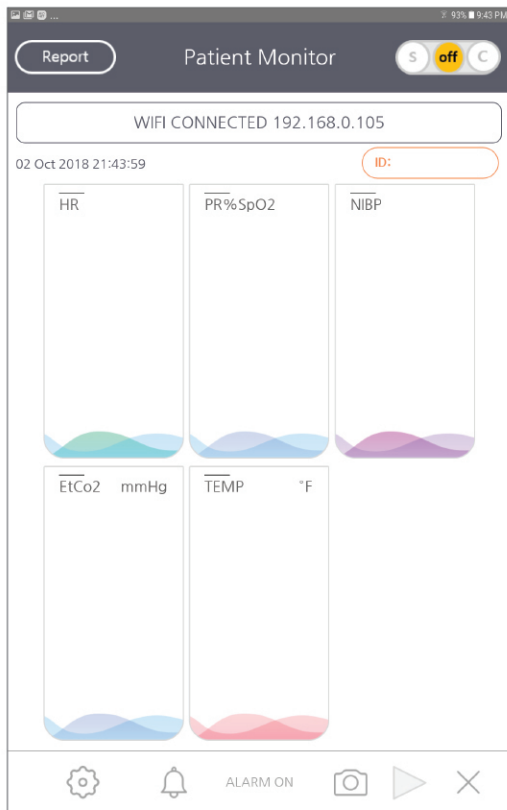 ... 93% 9:43 PM
Report Patient Monitor S off C
WIFI CONNECTED 192.168.0.105
02 Oct 2018 21:43:59 ID:
HR PR%SpO2 NIBP
EtCo2 mmHg TEMP °F
ALARM ON